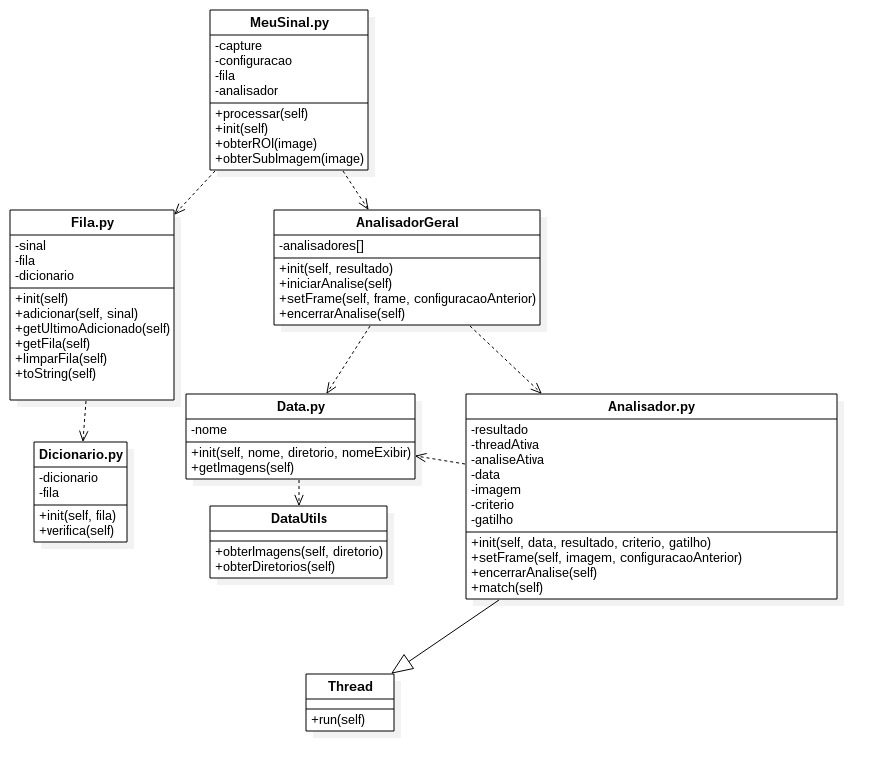 MeuSinal.py
-capture
-configuracao
-fila
-analisador
+processar(self)
+init(self)
+obterROI(image)
+obterSubImagem(image)
Fila.py
-sinal
-fila
-dicionario
+init(self)
+adicionar(self, sinal)
+getUltimoAdicionado(self)
+getFila(self)
+limparFila(self)
+toString(self)
AnalisadorGeral
-analisadores[]
+init(self, resultado)
+iniciarAnalise(self)
+setFrame(self, frame, configuracaoAnterior)
+encerrarAnalise(self)
Dicionario.py
-dicionario
-fila
+init(self, fila)
+verifica(self)
Data.py
-nome
+init(self, nome, diretorio, nomeExibir)
+getImagens(self)
Analisador.py
-resultado
-threadAtiva
-analiseAtiva
-data
-imagem
-criterio
-gatilho
+init(self, data, resultado, criterio, gatilho)
+setFrame(self, imagem, configuracaoAnterior)
+encerrarAnalise(self)
+match(self)
DataUtils
+obterImagens(self, diretorio)
+obterDiretorios(self)
Thread
+run(self)